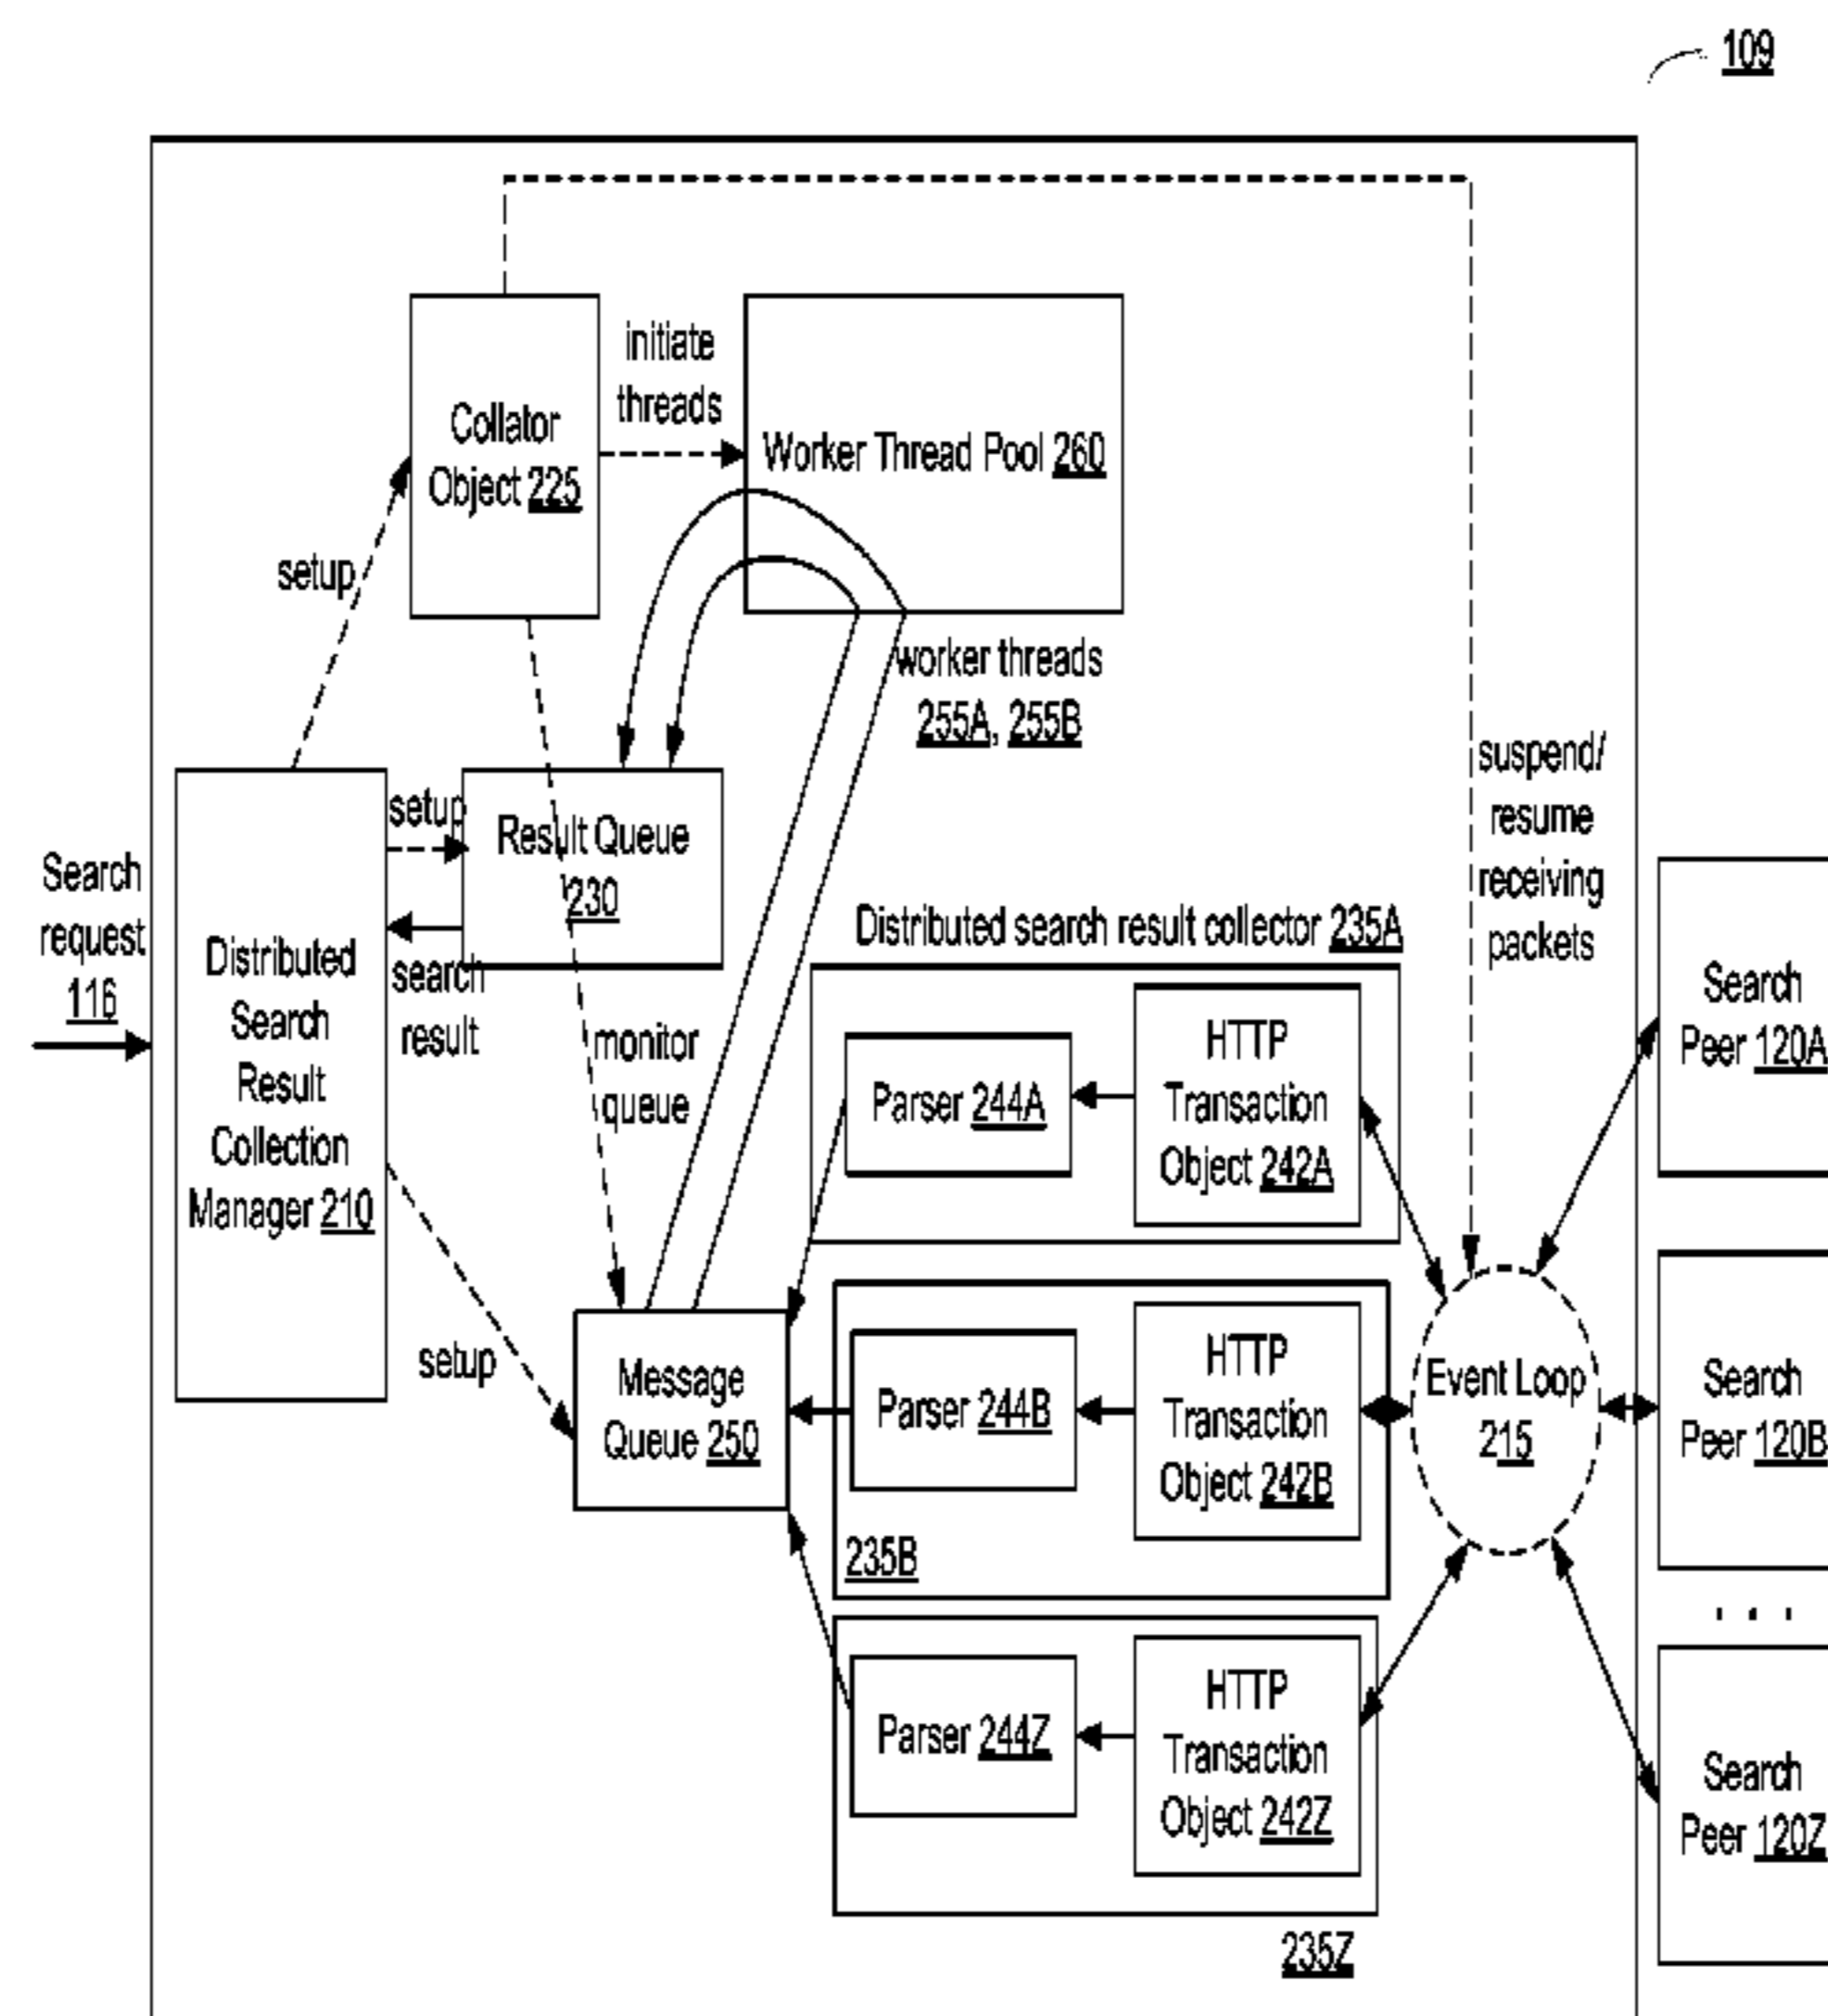 109
initiate
threads
Collator
Object 225
Worker Thread Pool 260
setup
worker threads
255A, 255B
suspend/
resume
receiving
packets
setup
Result Queue
230
Search
request
116
search
result
Distributed
Search
Result
Collection
Manager 210
monitor
queue
Distributed search result collector 235A
Parser 244A
HTTP
Transaction
Object 242A
Search
Peer 120A
setup
Message
Queue 250
Parser 244B
HTTP
Transaction
Object 242B
235B
Event Loop
215
Search
Peer 120B
. . .
Parser 244Z
HTTP
Transaction
Object 242Z
235Z
Search
Peer 120Z